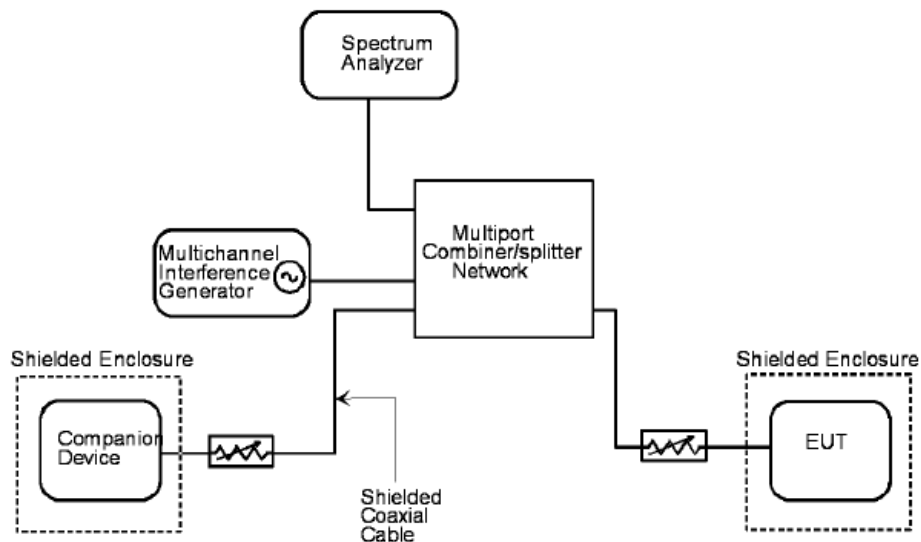 Spectrum
Analyzer
Multiport
Combiner/splitter
Network
Multichannel
Interference
Generator
Shielded Enclosure
Companion
Device
Shielded
Coaxial
Cable
Shielded Enclosure
EUT